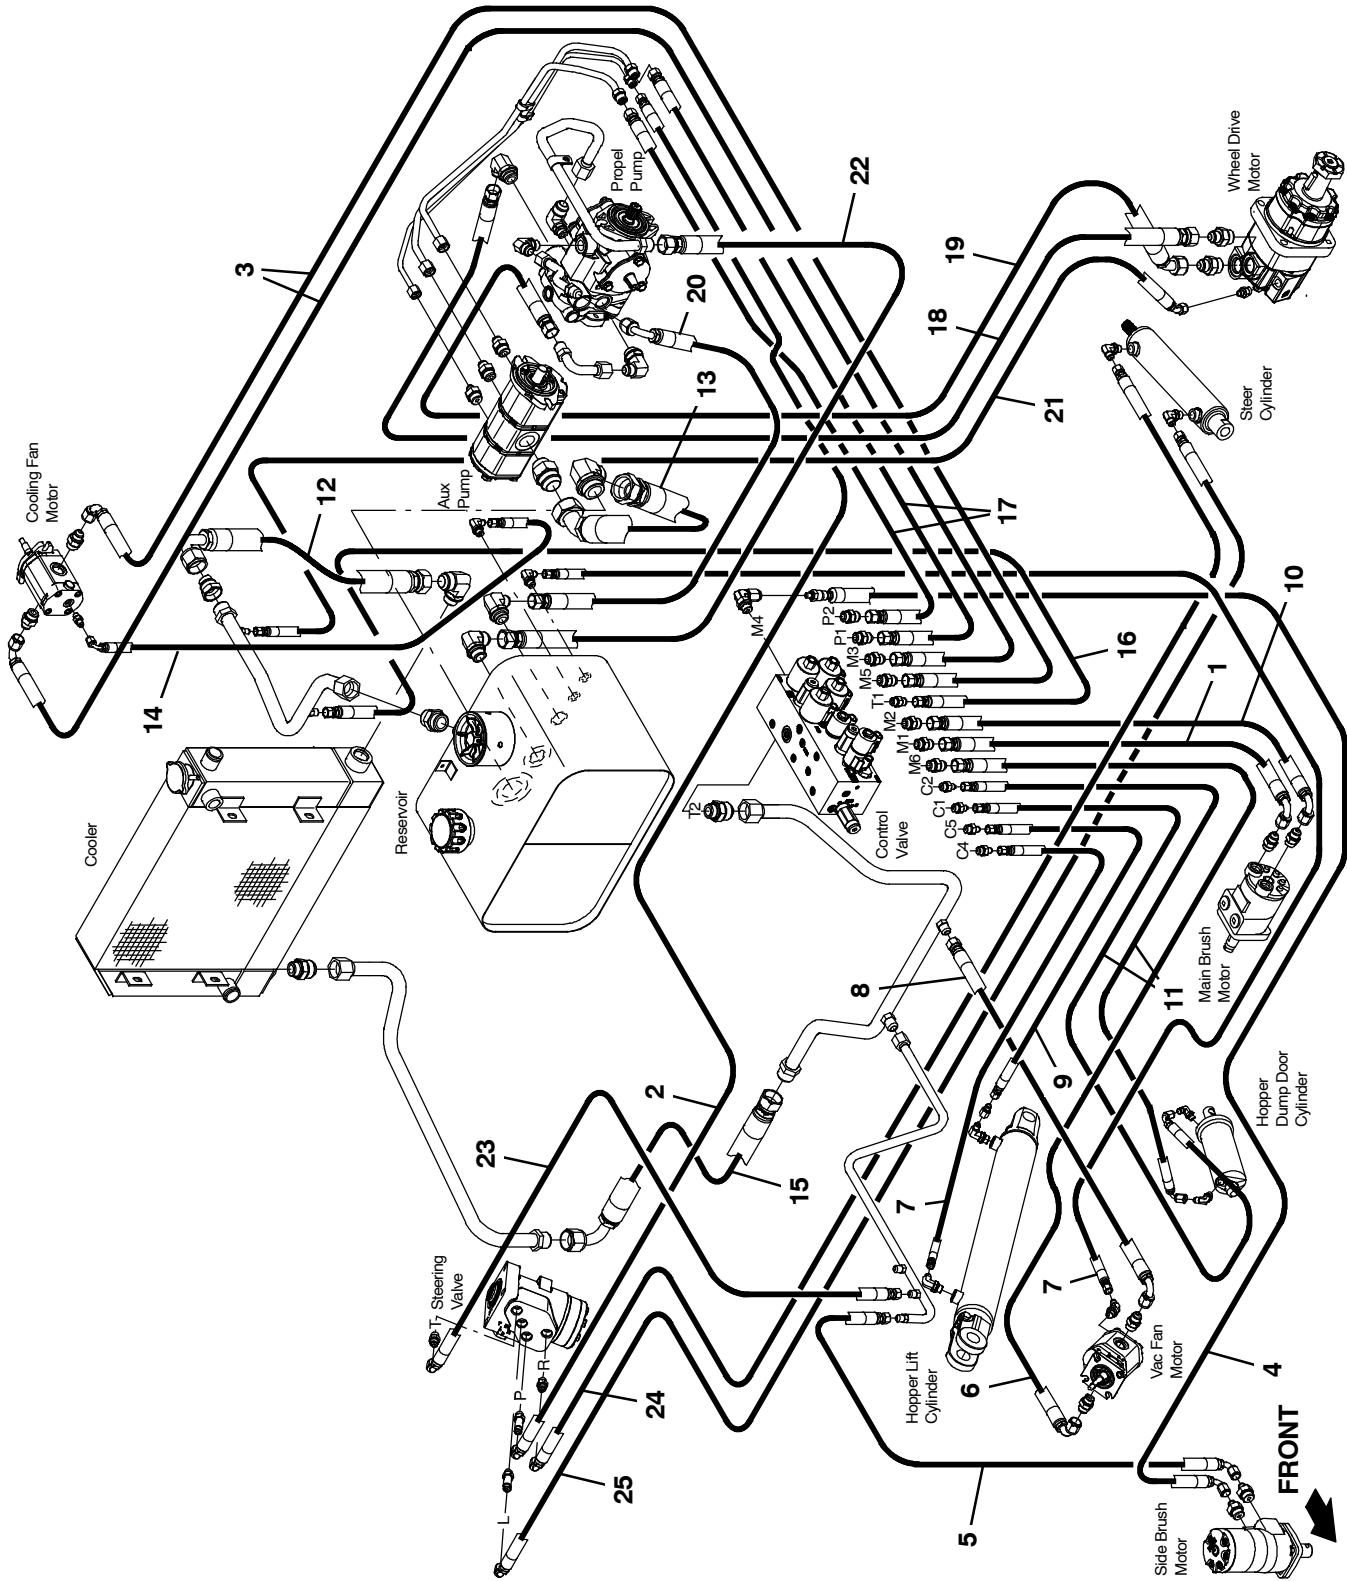 Cooling Fan
Motor
3
12
14
Cooler
Reservoir
Aux
Pump
Propel
Pump
20
13
22
19
18
21
Wheel Drive
Motor
Steer
Cylinder
17
10
16
1
M4
P2
P1
M3
M5
T1
M2
M1
M6
C2
C1
C5
C4
T2
Control
Valve
Main Brush
Motor
11
8
9
2
15
23
7
Hopper
Dump Door
Cylinder
T
Steering
Valve
P
R
L
24
25
Hopper Lift
Cylinder
6
7
Vac Fan
Motor
4
5
Side Brush
Motor
FRONT